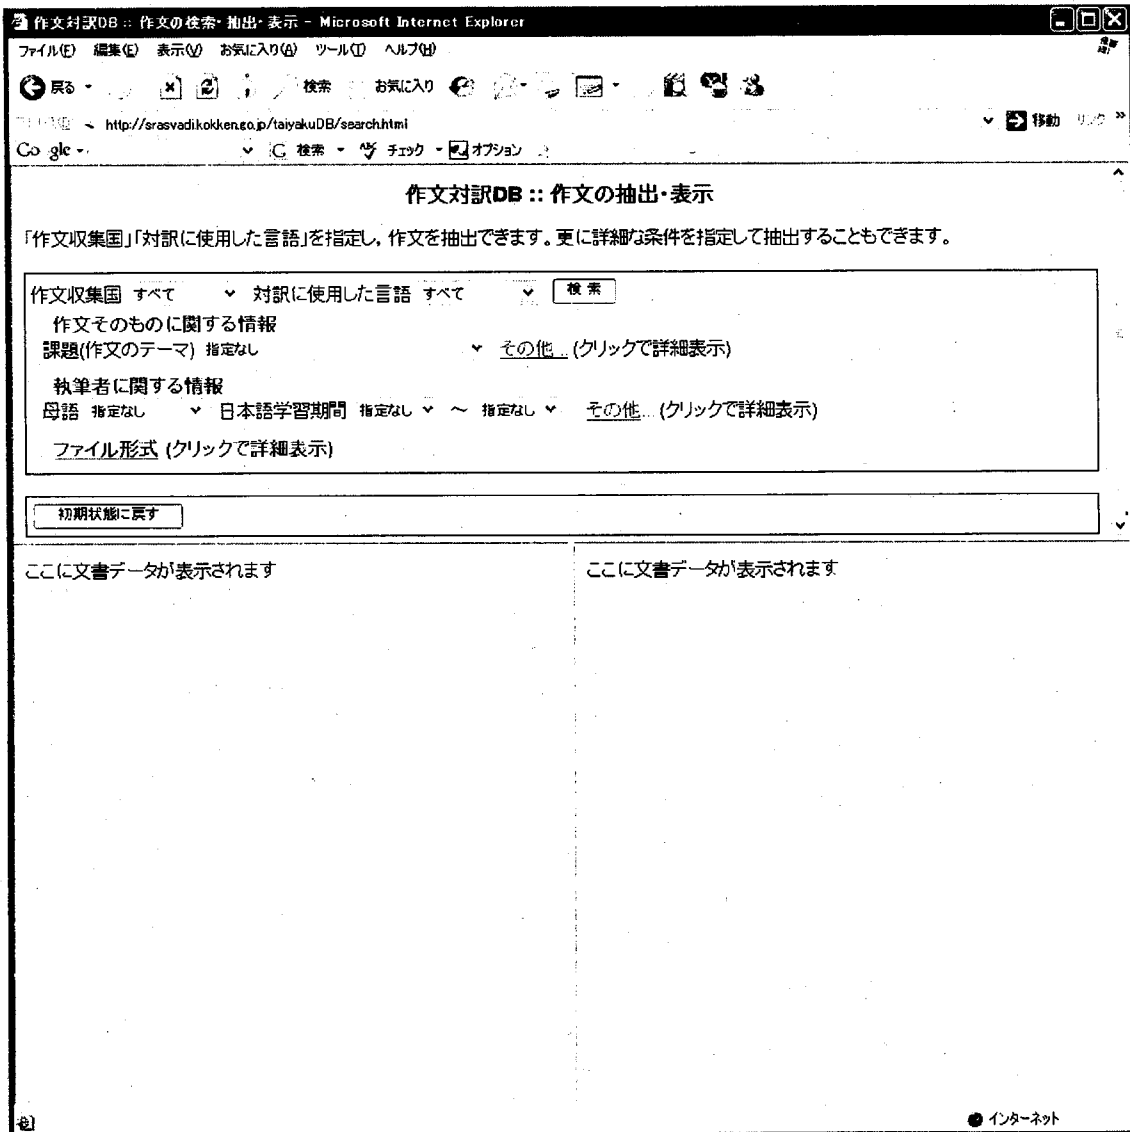 作文対訳DB :: 作文の検索・抽出・表示 - Microsoft Internet Explorer
ファイル(F) 編集(E) 表示(V) お気に入り(A) ツール(T) ヘルプ(H)
戻る 検索 お気に入り
http://srasvadi.kokken.go.jp/taiyakuDB/search.html 移動 リンク »
Co gle 検索 チェック オプション
作文対訳DB :: 作文の抽出・表示
「作文収集国」「対訳に使用した言語」を指定し，作文を抽出できます。更に詳細な条件を指定して抽出することもできます。
作文収集国 すべて 対訳に使用した言語 すべて 検索
作文そのものに関する情報
課題(作文のテーマ) 指定なし その他... (クリックで詳細表示)
執筆者に関する情報
母語 指定なし 日本語学習期間 指定なし ～ 指定なし その他... (クリックで詳細表示)
ファイル形式 (クリックで詳細表示)
初期状態に戻す
ここに文書データが表示されます ここに文書データが表示されます
インターネット